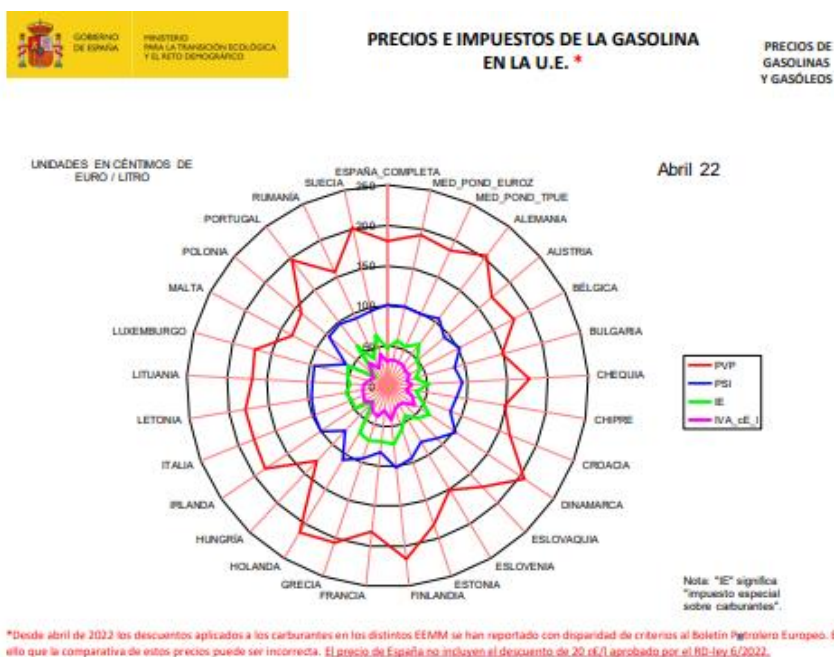 GOBIERNO
DE ESPAÑA
MINISTERIO
PARA LA TRANSICIÓN ECOLÓGICA
Y EL RETO DEMOGRÁFICO
PRECIOS E IMPUESTOS DE LA GASOLINA
EN LA U.E. *
PRECIOS DE
GASOLINAS
Y GASÓLEOS
UNIDADES EN CÉNTIMOS DE
EURO / LITRO
Abril 22
ESPAÑA_COMPLETA
MED_POND_EUROZ
MED_POND_TPUE
ALEMANIA
AUSTRIA
BÉLGICA
BULGARIA
CHEQUIA
CHIPRE
CROACIA
DINAMARCA
ESLOVAQUIA
ESLOVENIA
ESTONIA
FINLANDIA
FRANCIA
GRECIA
HOLANDA
HUNGRÍA
IRLANDA
ITALIA
LETONIA
LITUANIA
LUXEMBURGO
MALTA
POLONIA
PORTUGAL
RUMANÍA
SUECIA
250
200
150
100
50
0
PVP
PSI
IE
IVA_cE_I
Nota: "IE" significa
"impuesto especial
sobre carburantes".
*Desde abril de 2022 los descuentos aplicados a los carburantes en los distintos EEMM se han reportado con disparidad de criterios al Boletín Petrolero Europeo. E
ello que la comparativa de estos precios puede ser incorrecta. El precio de España no incluyen el descuento de 20 c€/l aprobado por el RD-ley 6/2022.